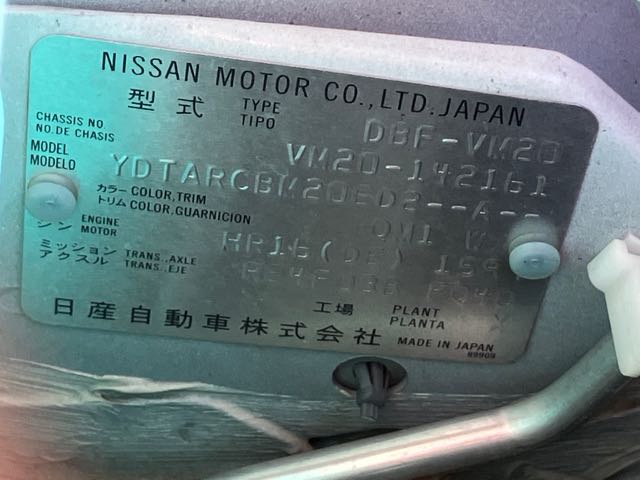 NISSAN MOTOR CO.,LTD.JAPAN
型式 TYPE TIPO DBF-VM20
CHASSIS NO NO.DE CHASIS VM20-142161
MODEL MODELO YDTARCBM20ED2--A--
カラー COLOR,TRIM
トリム COLOR,GUARNICION QM1
ジン ENGINE MOTOR HR16(DE) 159
ミッション TRANS.,AXLE
アクスル TRANS.,EJE
工場 PLANT PLANTA
日産自動車株式会社 MADE IN JAPAN
89909